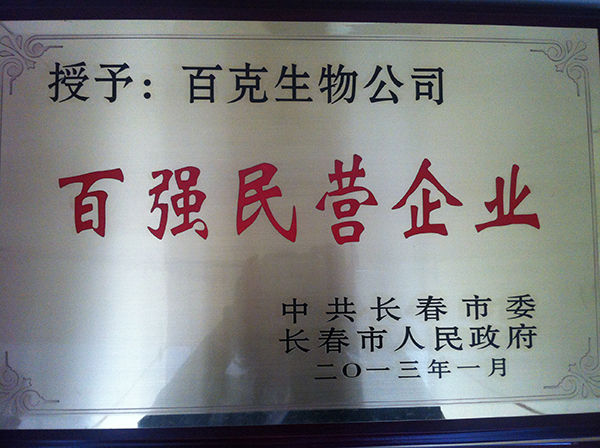 授予：百克生物公司
百强民营企业
中共长春市委
长春市人民政府
二〇一三年一月